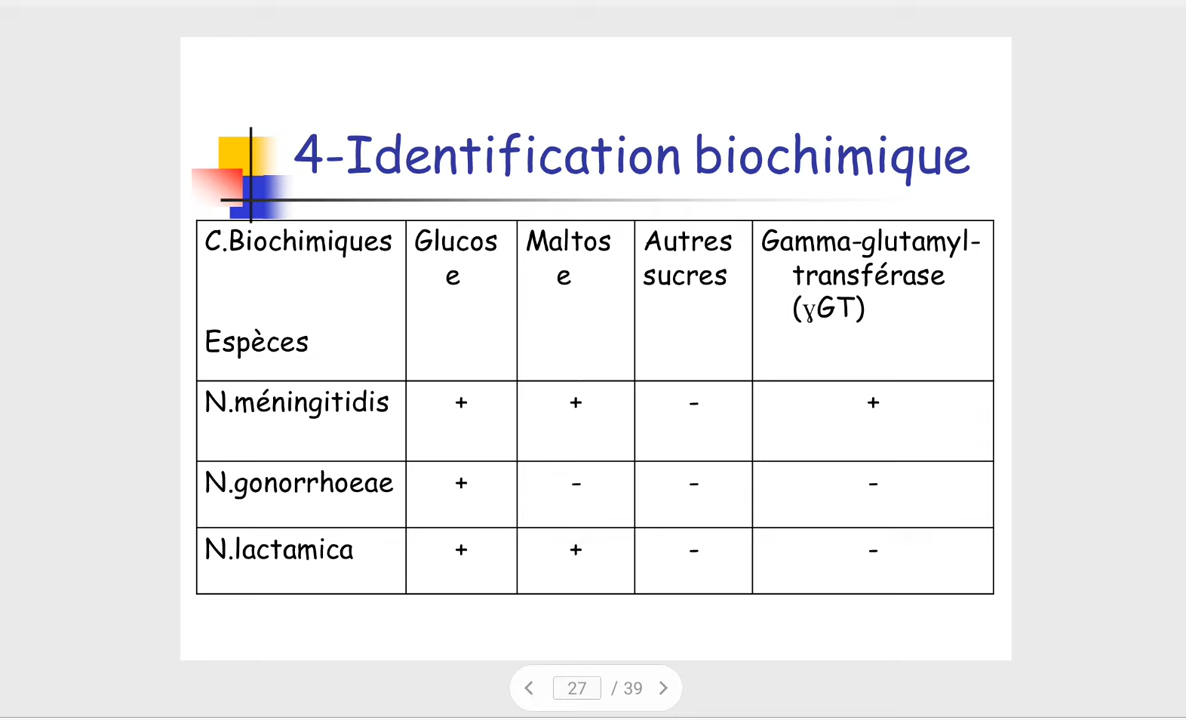 4-Identification biochimique
C.Biochimiques
Espèces
Glucos
e
Maltos
e
Autres
sucres
Gamma-glutamyl-
transférase
(ɣGT)
N.méningitidis + + - +
N.gonorrhoeae + - - -
N.lactamica + + - -
27 / 39